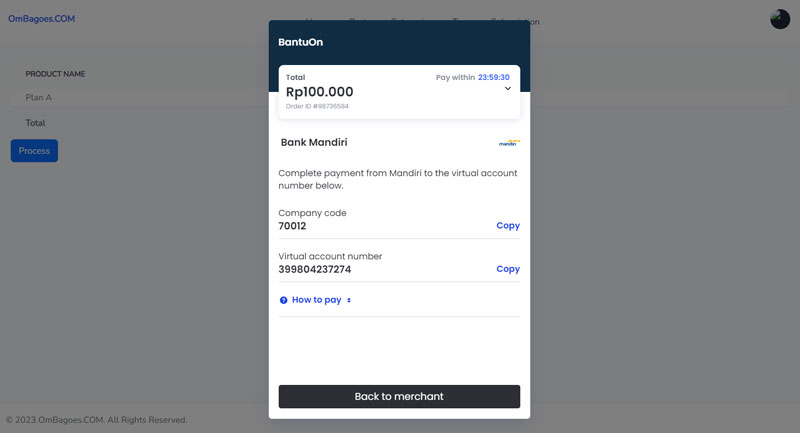 OmBagoes.COM
BantuOn
Total
Pay within 23:59:30
Rp100.000
Order ID #98736584
PRODUCT NAME
Plan A
Total
Process
Bank Mandiri
mandiri
Complete payment from Mandiri to the virtual account
number below.
Company code
70012
Copy
Virtual account number
399804237274
Copy
How to pay
Back to merchant
© 2023 OmBagoes.COM. All Rights Reserved.